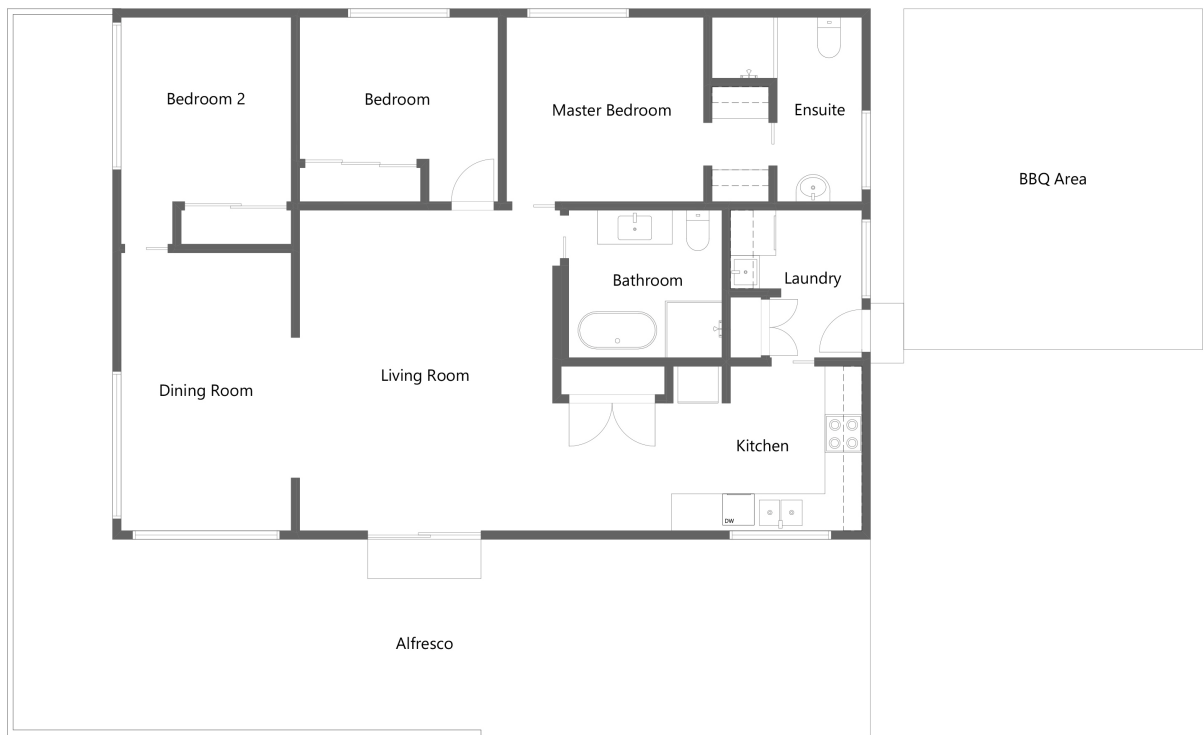 Bedroom 2
Bedroom
Master Bedroom
Ensuite
BBQ Area
Bathroom
Laundry
Dining Room
Living Room
Kitchen
DW
Alfresco